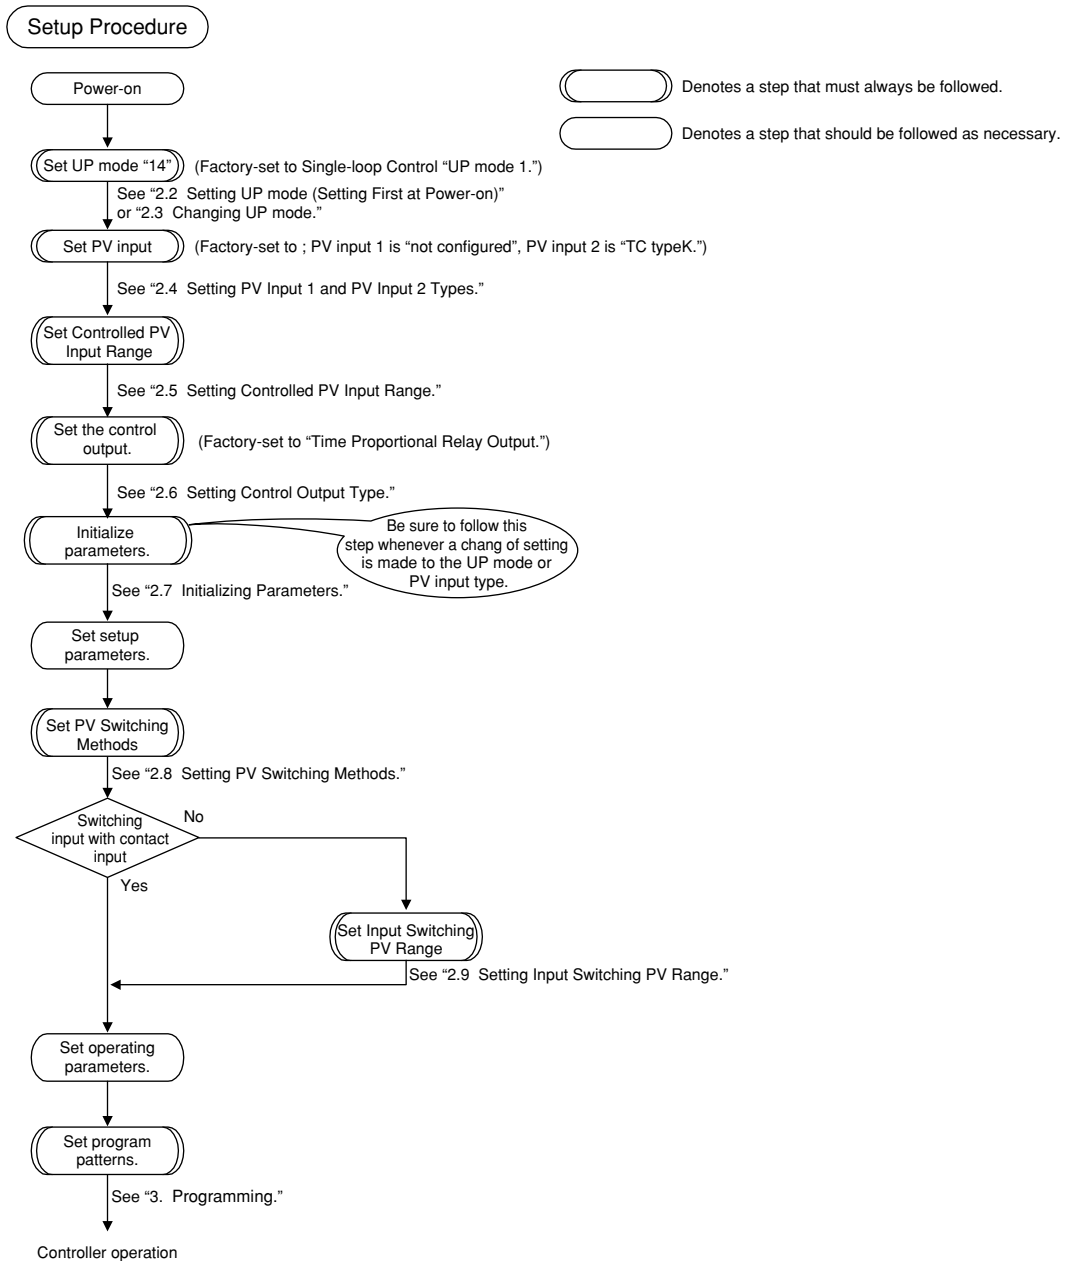 Setup Procedure
Power-on
Denotes a step that must always be followed.
Denotes a step that should be followed as necessary.
Set UP mode “14”
(Factory-set to Single-loop Control “UP mode 1.”)
See “2.2 Setting UP mode (Setting First at Power-on)”
or “2.3 Changing UP mode.”
Set PV input
(Factory-set to ; PV input 1 is “not configured”, PV input 2 is “TC typeK.”)
See “2.4 Setting PV Input 1 and PV Input 2 Types.”
Set Controlled PV
Input Range
See “2.5 Setting Controlled PV Input Range.”
Set the control
output.
(Factory-set to “Time Proportional Relay Output.”)
See “2.6 Setting Control Output Type.”
Initialize
parameters.
Be sure to follow this
step whenever a chang of setting
is made to the UP mode or
PV input type.
See “2.7 Initializing Parameters.”
Set setup
parameters.
Set PV Switching
Methods
See “2.8 Setting PV Switching Methods.”
Switching
input with contact
input
No
Yes
Set Input Switching
PV Range
See “2.9 Setting Input Switching PV Range.”
Set operating
parameters.
Set program
patterns.
See “3. Programming.”
Controller operation